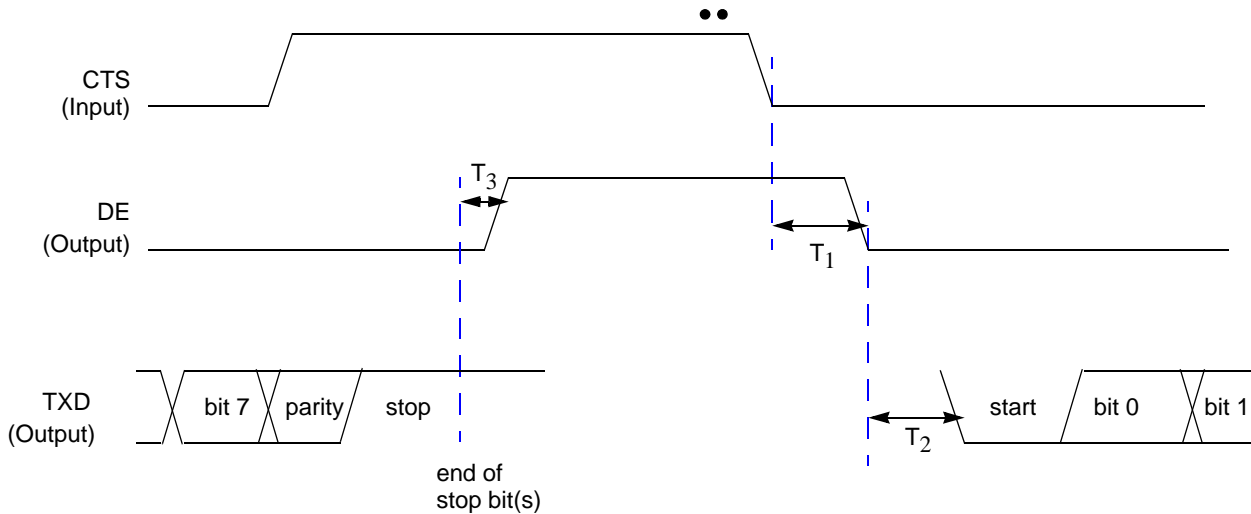 CTS
(Input)
T3
DE
(Output)
T1
TXD
(Output)
bit 7
parity
stop
start
bit 0
bit 1
T2
end of
stop bit(s)